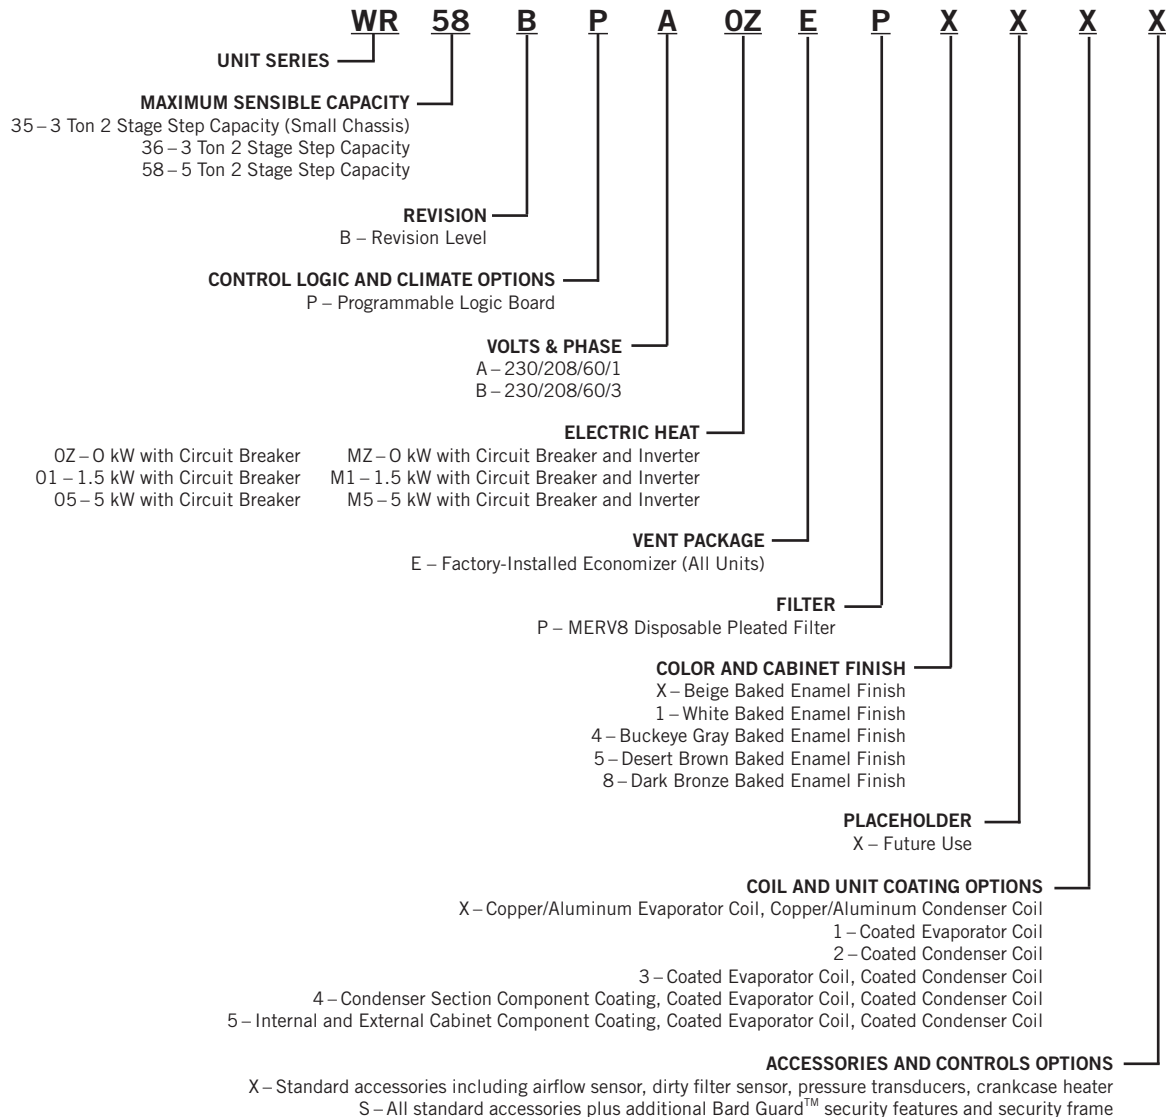 WR 58 B P A 0Z E P X X X X
UNIT SERIES
MAXIMUM SENSIBLE CAPACITY
35 – 3 Ton 2 Stage Step Capacity (Small Chassis)
36 – 3 Ton 2 Stage Step Capacity
58 – 5 Ton 2 Stage Step Capacity
REVISION
B – Revision Level
CONTROL LOGIC AND CLIMATE OPTIONS
P – Programmable Logic Board
VOLTS & PHASE
A – 230/208/60/1
B – 230/208/60/3
ELECTRIC HEAT
0Z – 0 kW with Circuit Breaker MZ – 0 kW with Circuit Breaker and Inverter
01 – 1.5 kW with Circuit Breaker M1 – 1.5 kW with Circuit Breaker and Inverter
05 – 5 kW with Circuit Breaker M5 – 5 kW with Circuit Breaker and Inverter
VENT PACKAGE
E – Factory-Installed Economizer (All Units)
FILTER
P – MERV8 Disposable Pleated Filter
COLOR AND CABINET FINISH
X – Beige Baked Enamel Finish
1 – White Baked Enamel Finish
4 – Buckeye Gray Baked Enamel Finish
5 – Desert Brown Baked Enamel Finish
8 – Dark Bronze Baked Enamel Finish
PLACEHOLDER
X – Future Use
COIL AND UNIT COATING OPTIONS
X – Copper/Aluminum Evaporator Coil, Copper/Aluminum Condenser Coil
1 – Coated Evaporator Coil
2 – Coated Condenser Coil
3 – Coated Evaporator Coil, Coated Condenser Coil
4 – Condenser Section Component Coating, Coated Evaporator Coil, Coated Condenser Coil
5 – Internal and External Cabinet Component Coating, Coated Evaporator Coil, Coated Condenser Coil
ACCESSORIES AND CONTROLS OPTIONS
X – Standard accessories including airflow sensor, dirty filter sensor, pressure transducers, crankcase heater
S – All standard accessories plus additional Bard Guard™ security features and security frame